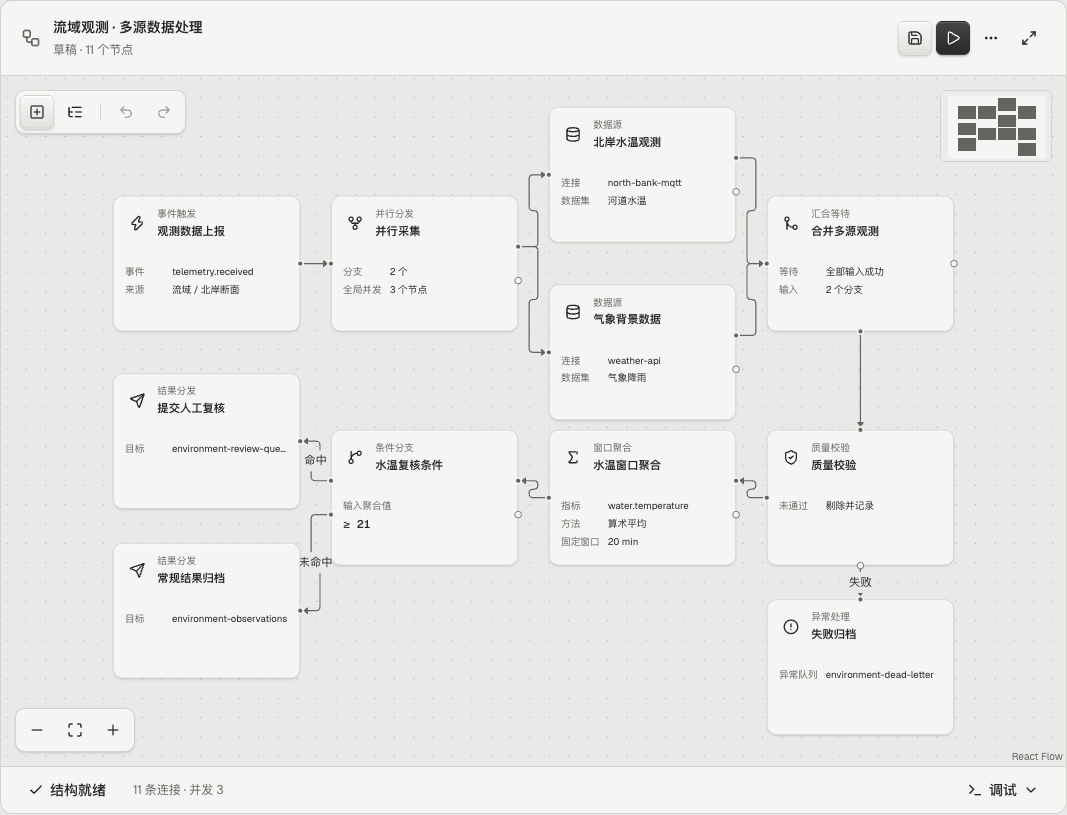 流域观测 · 多源数据处理
草稿 · 11 个节点
数据源
北岸水温观测
连接 north-bank-mqtt
数据集 河道水温
事件触发
观测数据上报
事件 telemetry.received
来源 流域 / 北岸断面
并行分发
并行采集
分支 2 个
全局并发 3 个节点
汇合等待
合并多源观测
等待 全部输入成功
输入 2 个分支
数据源
气象背景数据
连接 weather-api
数据集 气象降雨
结果分发
提交人工复核
目标 environment-review-que…
命中
条件分支
水温复核条件
输入聚合值
≥ 21
窗口聚合
水温窗口聚合
指标 water.temperature
方法 算术平均
固定窗口 20 min
质量校验
质量校验
未通过 剔除并记录
未命中
结果分发
常规结果归档
目标 environment-observations
失败
异常处理
失败归档
异常队列 environment-dead-letter
React Flow
结构就绪 11 条连接 · 并发 3
调试